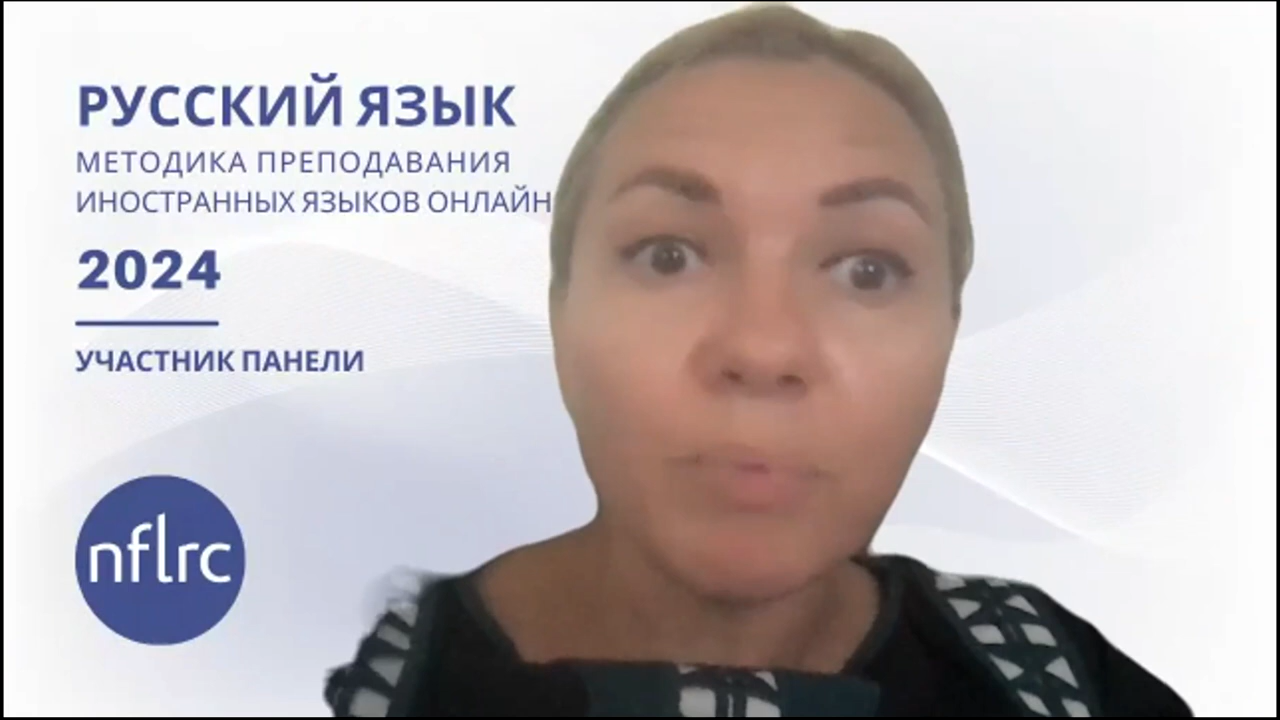 РУССКИЙ ЯЗЫК
МЕТОДИКА ПРЕПОДАВАНИЯ
ИНОСТРАННЫХ ЯЗЫКОВ ОНЛАЙН
2024
УЧАСТНИК ПАНЕЛИ
nflrc